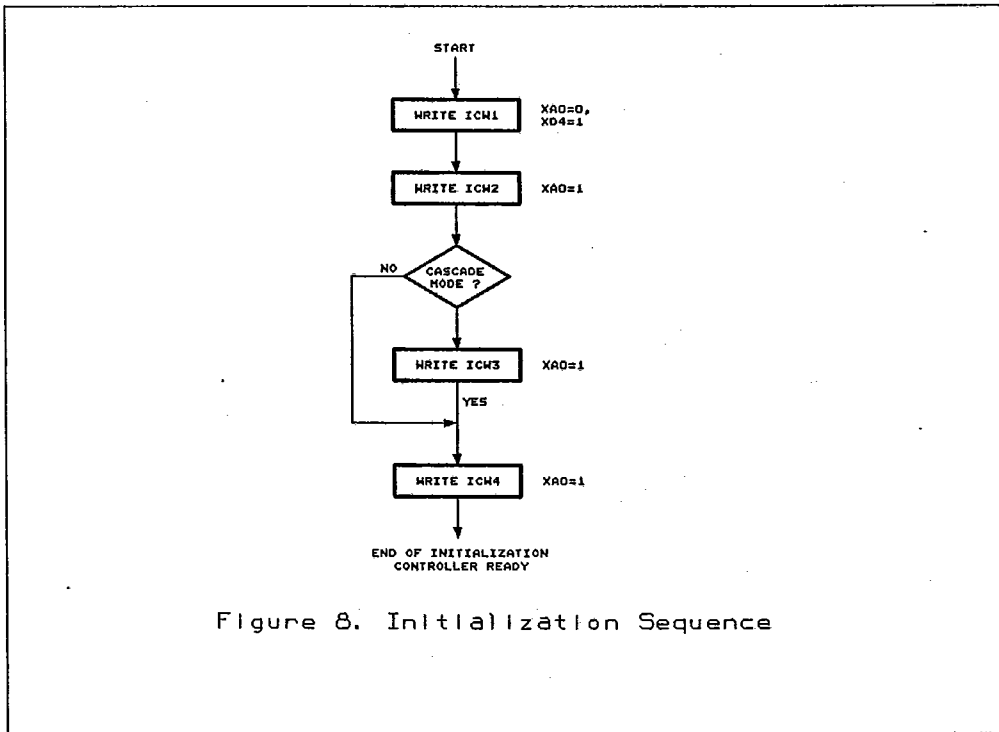 START
WRITE ICW1
XA0=0,
XD4=1
WRITE ICW2
XA0=1
NO
CASCADE
MODE ?
WRITE ICW3
XA0=1
YES
WRITE ICW4
XA0=1
END OF INITIALIZATION
CONTROLLER READY
Figure 8. Initialization Sequence